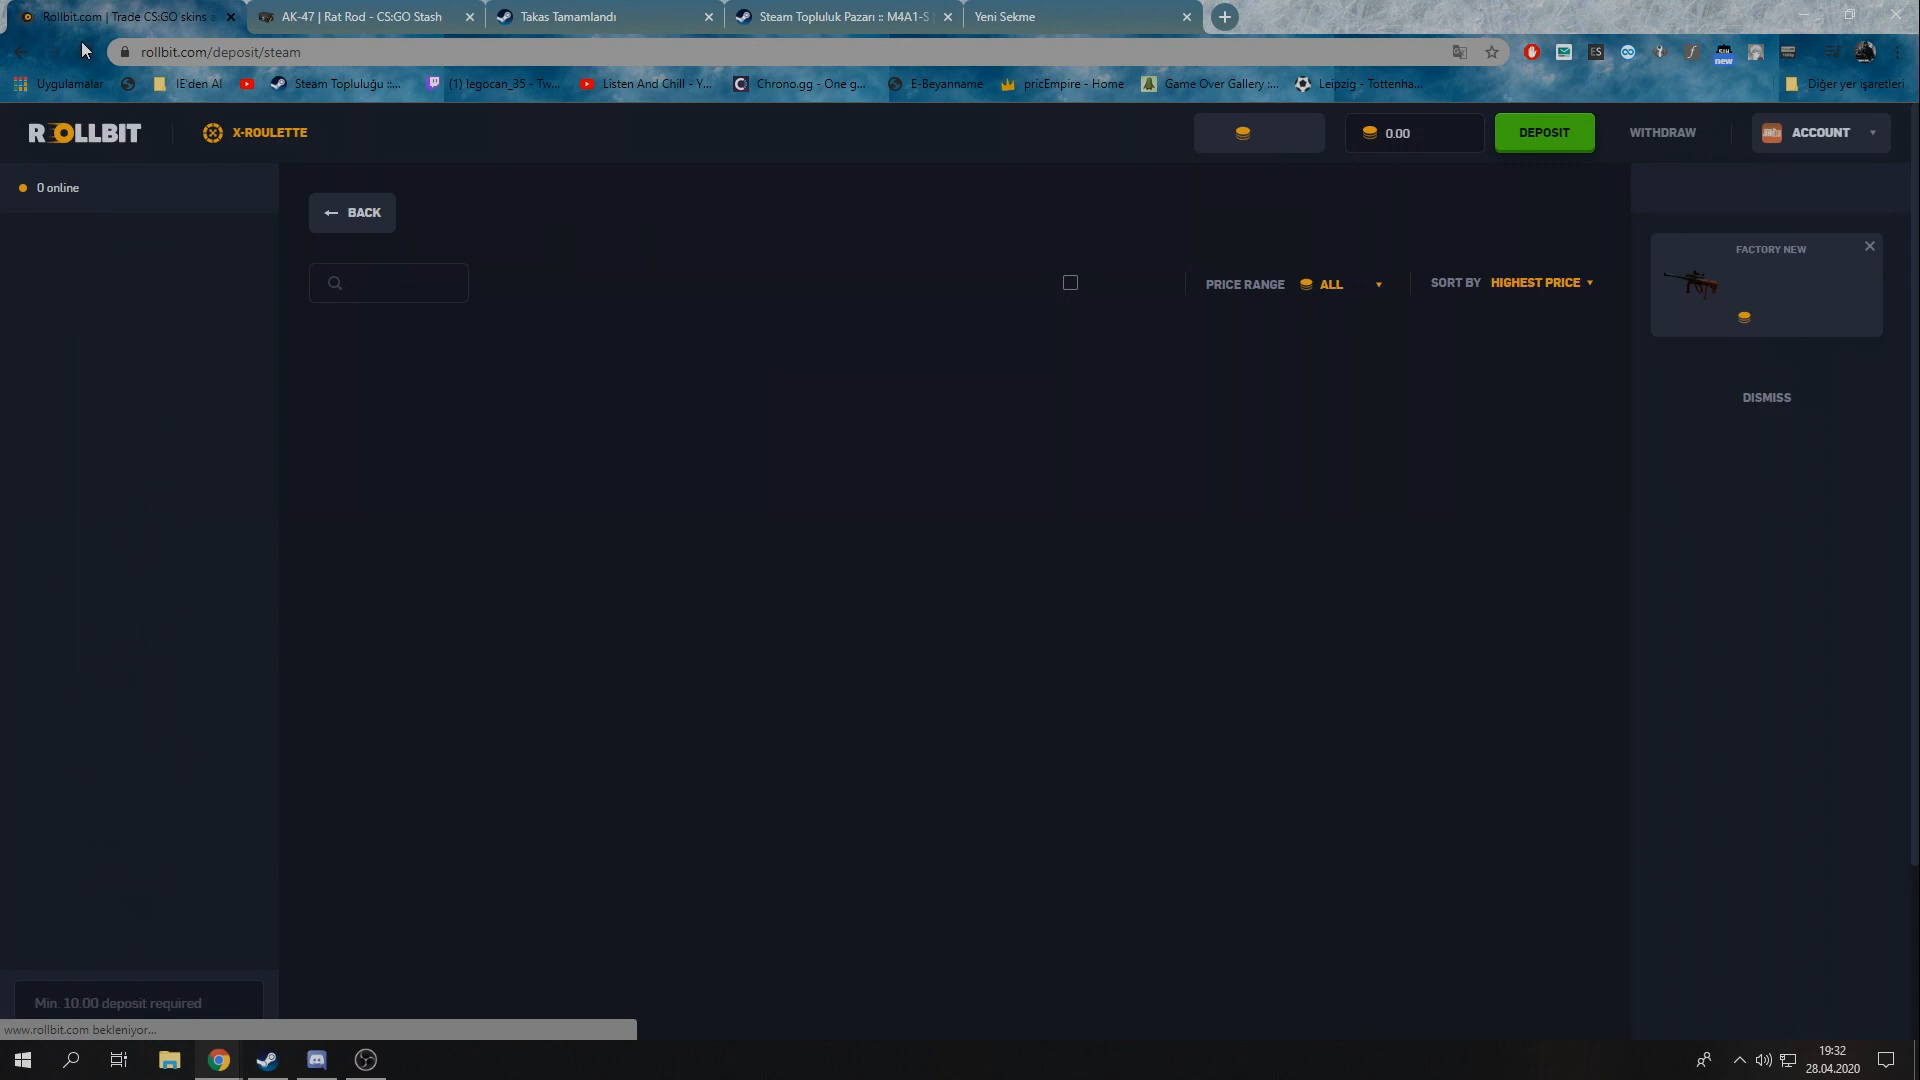 Rollbit.com | Trade CS:GO skins a
AK-47 | Rat Rod - CS:GO Stash
Takas Tamamlandı
Steam Topluluk Pazarı :: M4A1-S |
Yeni Sekme
rollbit.com/deposit/steam
ES
new
Uygulamalar
IE'den Al
Steam Topluluğu ::...
(1) legocan_35 - Tw...
Listen And Chill - Y...
Chrono.gg - One g...
E-Beyanname
pricEmpire - Home
Game Over Gallery ::...
Leipzig - Tottenha...
Diğer yer işaretleri
ROLLBIT
X-ROULETTE
0.00
DEPOSIT
WITHDRAW
ACCOUNT
0 online
BACK
PRICE RANGE
ALL
SORT BY
HIGHEST PRICE
FACTORY NEW
DISMISS
Min. 10.00 deposit required
www.rollbit.com bekleniyor...
19:32
28.04.2020